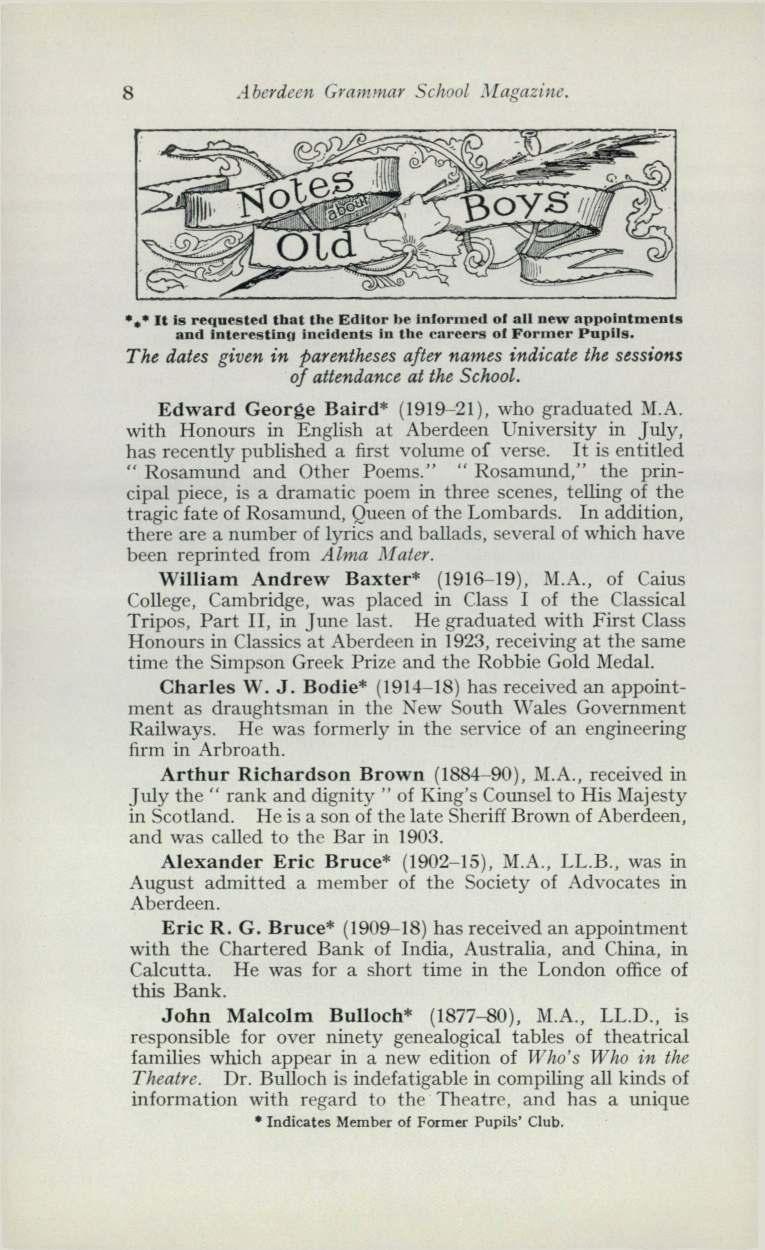 8 Aberdeen Grammar School Magazine.
Notes
about
Old
Boys
*⁎* It is requested that the Editor be informed of all new appointments
and interesting incidents in the careers of Former Pupils.
The dates given in parentheses after names indicate the sessions
of attendance at the School.
Edward George Baird* (1919–21), who graduated M.A.
with Honours in English at Aberdeen University in July,
has recently published a first volume of verse. It is entitled
“ Rosamund and Other Poems.” “ Rosamund,” the prin-
cipal piece, is a dramatic poem in three scenes, telling of the
tragic fate of Rosamund, Queen of the Lombards. In addition,
there are a number of lyrics and ballads, several of which have
been reprinted from Alma Mater.
William Andrew Baxter* (1916–19), M.A., of Caius
College, Cambridge, was placed in Class I of the Classical
Tripos, Part II, in June last. He graduated with First Class
Honours in Classics at Aberdeen in 1923, receiving at the same
time the Simpson Greek Prize and the Robbie Gold Medal.
Charles W. J. Bodie* (1914–18) has received an appoint-
ment as draughtsman in the New South Wales Government
Railways. He was formerly in the service of an engineering
firm in Arbroath.
Arthur Richardson Brown (1884–90), M.A., received in
July the “ rank and dignity ” of King's Counsel to His Majesty
in Scotland. He is a son of the late Sheriff Brown of Aberdeen,
and was called to the Bar in 1903.
Alexander Eric Bruce* (1902–15), M.A., LL.B., was in
August admitted a member of the Society of Advocates in
Aberdeen.
Eric R. G. Bruce* (1909–18) has received an appointment
with the Chartered Bank of India, Australia, and China, in
Calcutta. He was for a short time in the London office of
this Bank.
John Malcolm Bulloch* (1877–80), M.A., LL.D., is
responsible for over ninety genealogical tables of theatrical
families which appear in a new edition of Who's Who in the
Theatre. Dr. Bulloch is indefatigable in compiling all kinds of
information with regard to the Theatre, and has a unique
* Indicates Member of Former Pupils' Club.